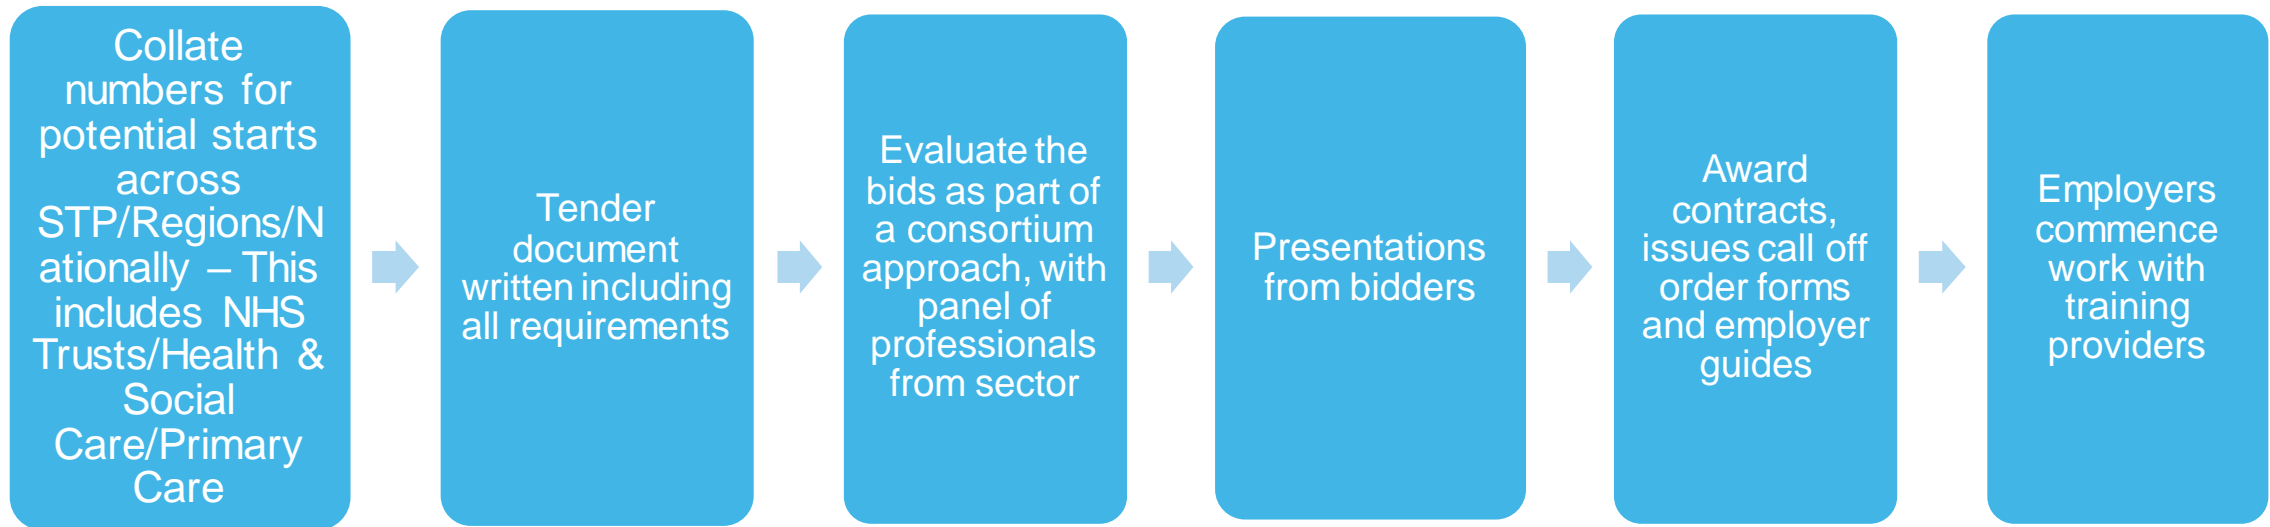 Collate
numbers for
potential starts
across
STP/Regions/N
ationally – This
includes NHS
Trusts/Health &
Social
Care/Primary
Care
Tender
document
written including
all requirements
Evaluate the
bids as part of
a consortium
approach, with
panel of
professionals
from sector
Presentations
from bidders
Award
contracts,
issues call off
order forms
and employer
guides
Employers
commence
work with
training
providers